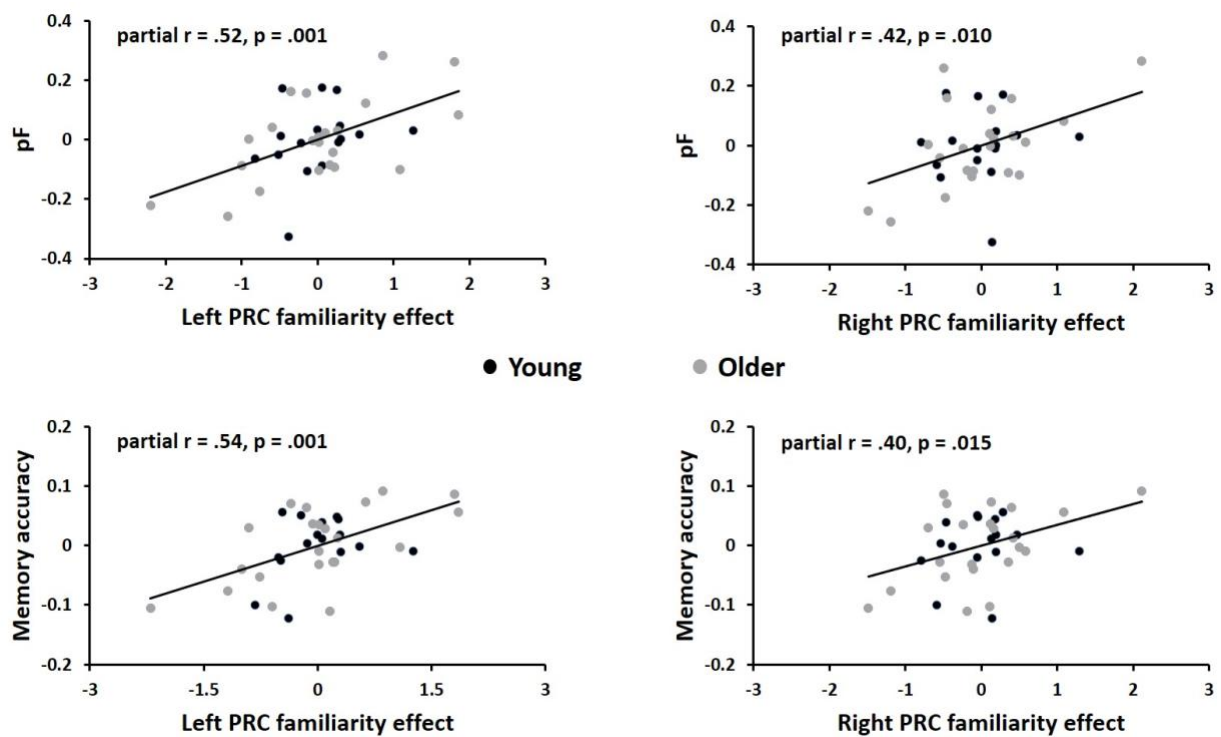 partial r = .52, p = .001
pF
0.4
0.2
0
-0.2
-0.4
-3 -2 -1 0 1 2 3
Left PRC familiarity effect
partial r = .42, p = .010
pF
0.4
0.2
0
-0.2
-0.4
-3 -2 -1 0 1 2 3
Right PRC familiarity effect
Young Older
partial r = .54, p = .001
Memory accuracy
0.2
0.1
0
-0.1
-0.2
-3 -1.5 0 1.5 3
Left PRC familiarity effect
partial r = .40, p = .015
Memory accuracy
0.2
0.1
0
-0.1
-0.2
-3 -2 -1 0 1 2 3
Right PRC familiarity effect